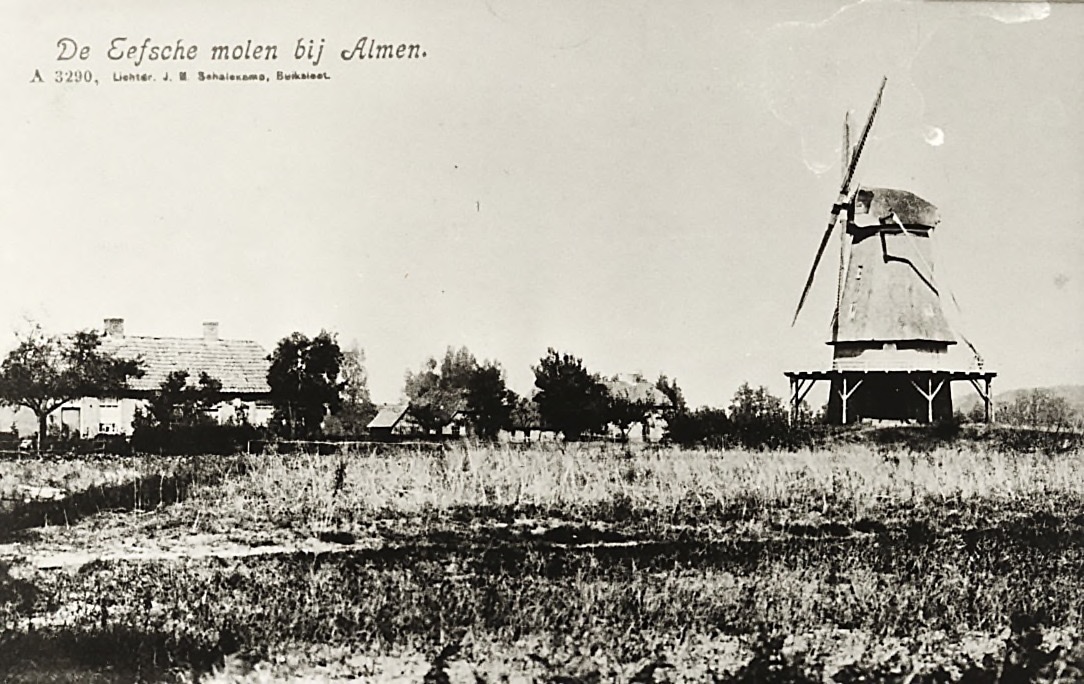 De Eefsche molen bij Almen.
A 3290, Lichtdr. J. M. Schalekamp, Buiksloot.